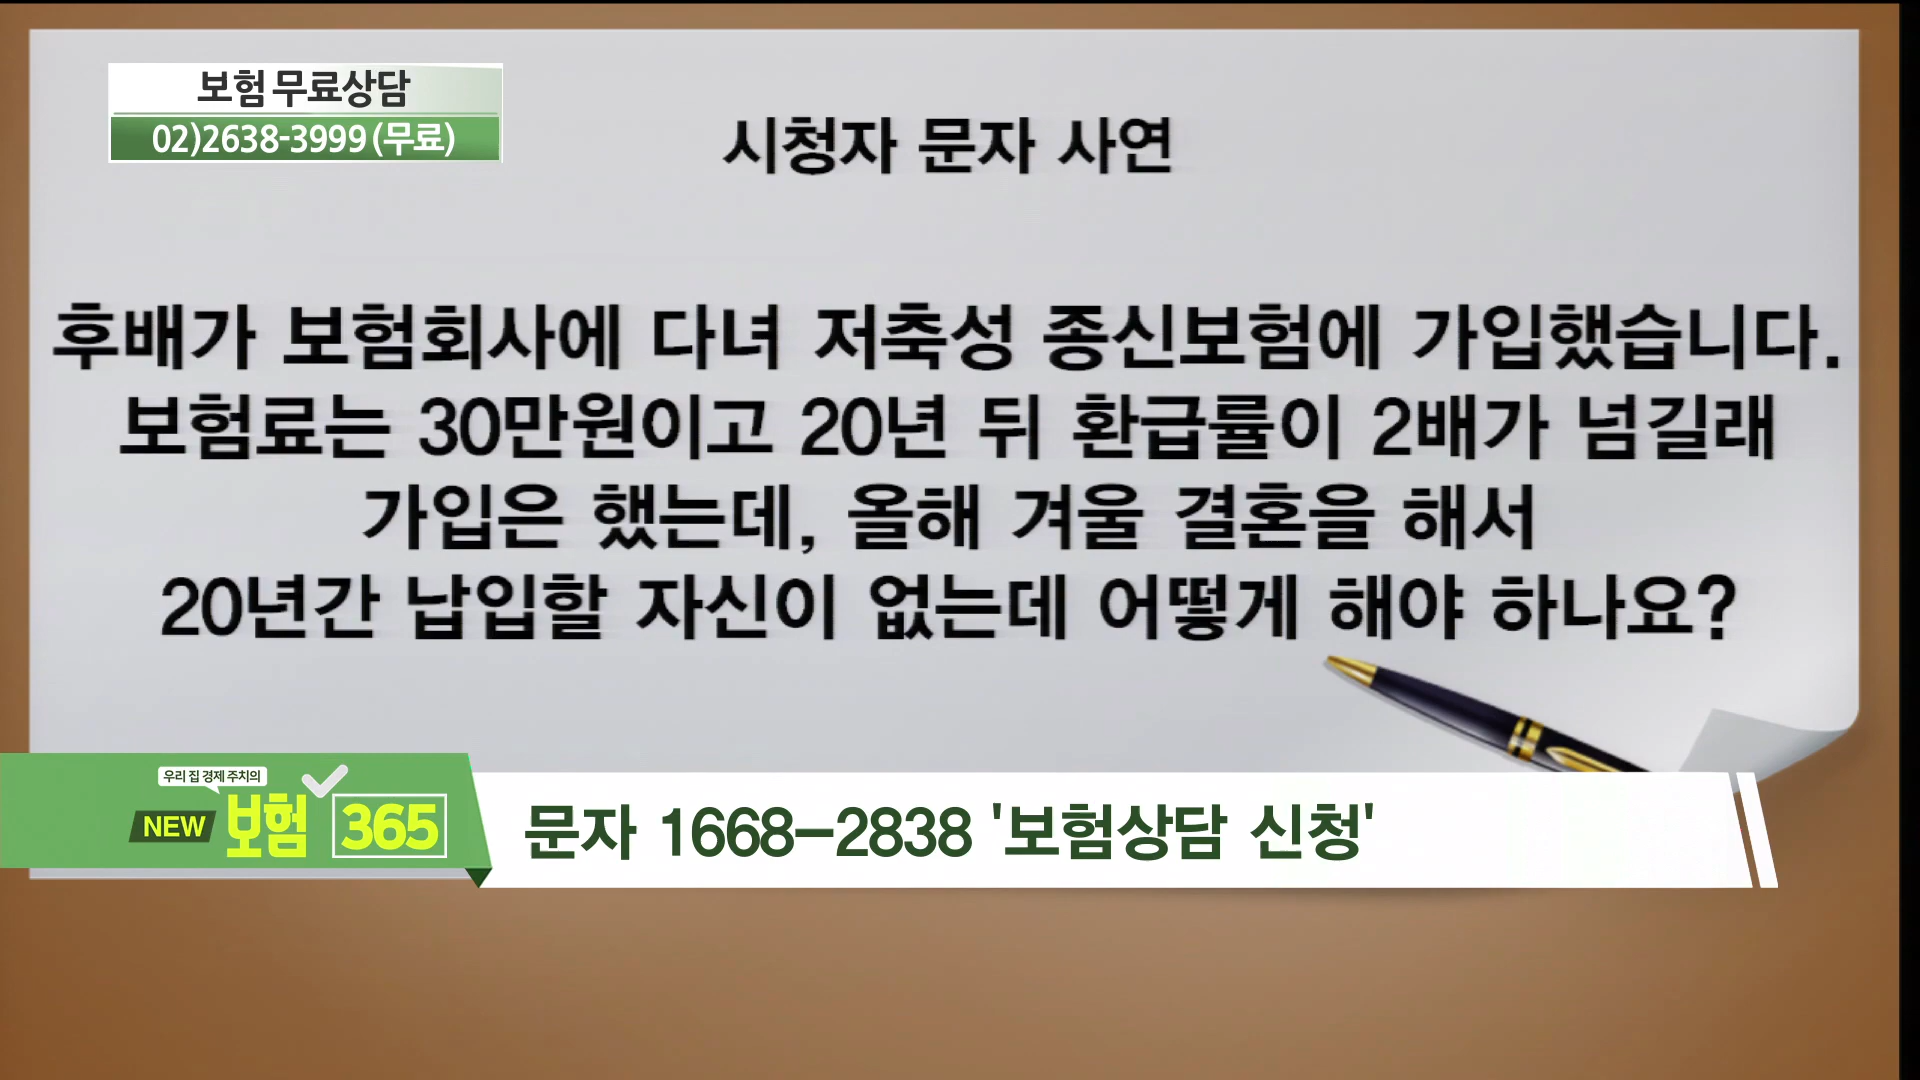 보험 무료상담
02)2638-3999 (무료)
시청자 문자 사연
후배가 보험회사에 다녀 저축성 종신보험에 가입했습니다.
보험료는 30만원이고 20년 뒤 환급률이 2배가 넘길래
가입은 했는데, 올해 겨울 결혼을 해서
20년간 납입할 자신이 없는데 어떻게 해야 하나요?
우리 집 경제 주치의
NEW 보험 365
문자 1668-2838 '보험상담 신청'